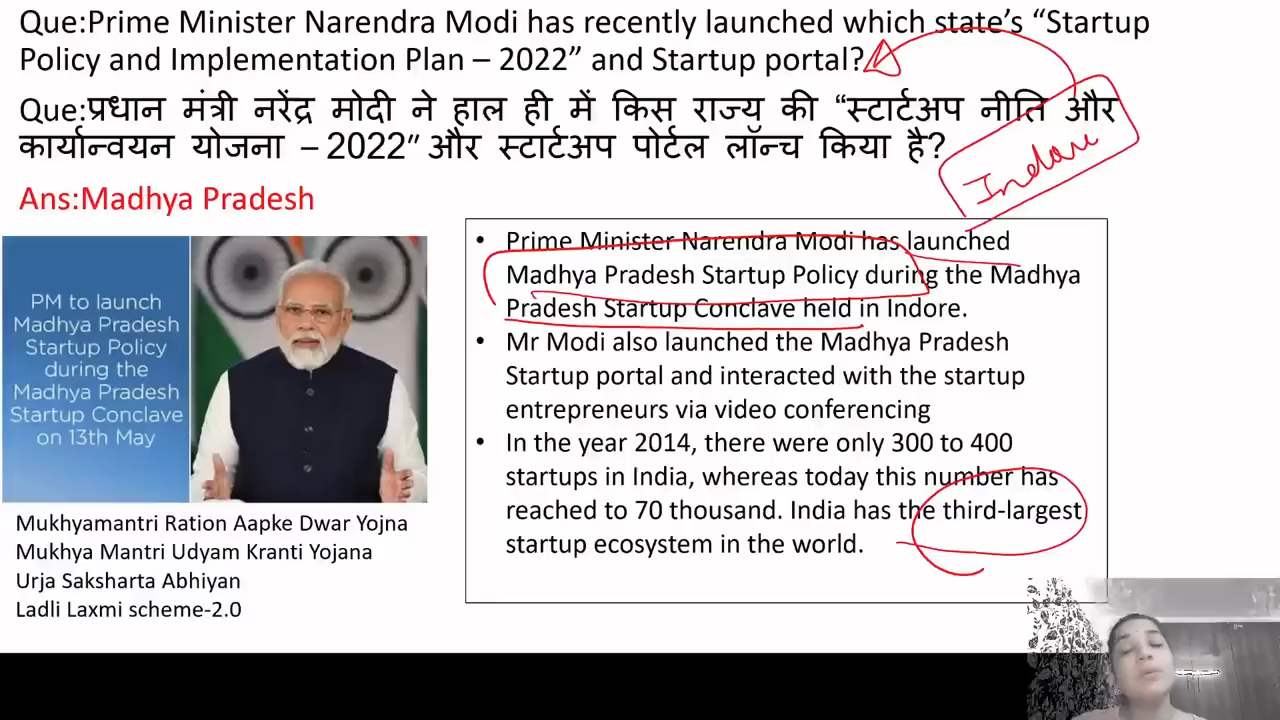 Que:Prime Minister Narendra Modi has recently launched which state's “Startup
Policy and Implementation Plan – 2022” and Startup portal?
Que:प्रधान मंत्री नरेंद्र मोदी ने हाल ही में किस राज्य की “स्टार्टअप नीति और
कार्यान्वयन योजना – 2022” और स्टार्टअप पोर्टल लॉन्च किया है?
Indore
Ans:Madhya Pradesh
PM to launch
Madhya Pradesh
Startup Policy
during the
Madhya Pradesh
Startup Conclave
on 13th May
• Prime Minister Narendra Modi has launched
Madhya Pradesh Startup Policy during the Madhya
Pradesh Startup Conclave held in Indore.
• Mr Modi also launched the Madhya Pradesh
Startup portal and interacted with the startup
entrepreneurs via video conferencing
• In the year 2014, there were only 300 to 400
startups in India, whereas today this number has
reached to 70 thousand. India has the third-largest
startup ecosystem in the world.
Mukhyamantri Ration Aapke Dwar Yojna
Mukhya Mantri Udyam Kranti Yojana
Urja Saksharta Abhiyan
Ladli Laxmi scheme-2.0